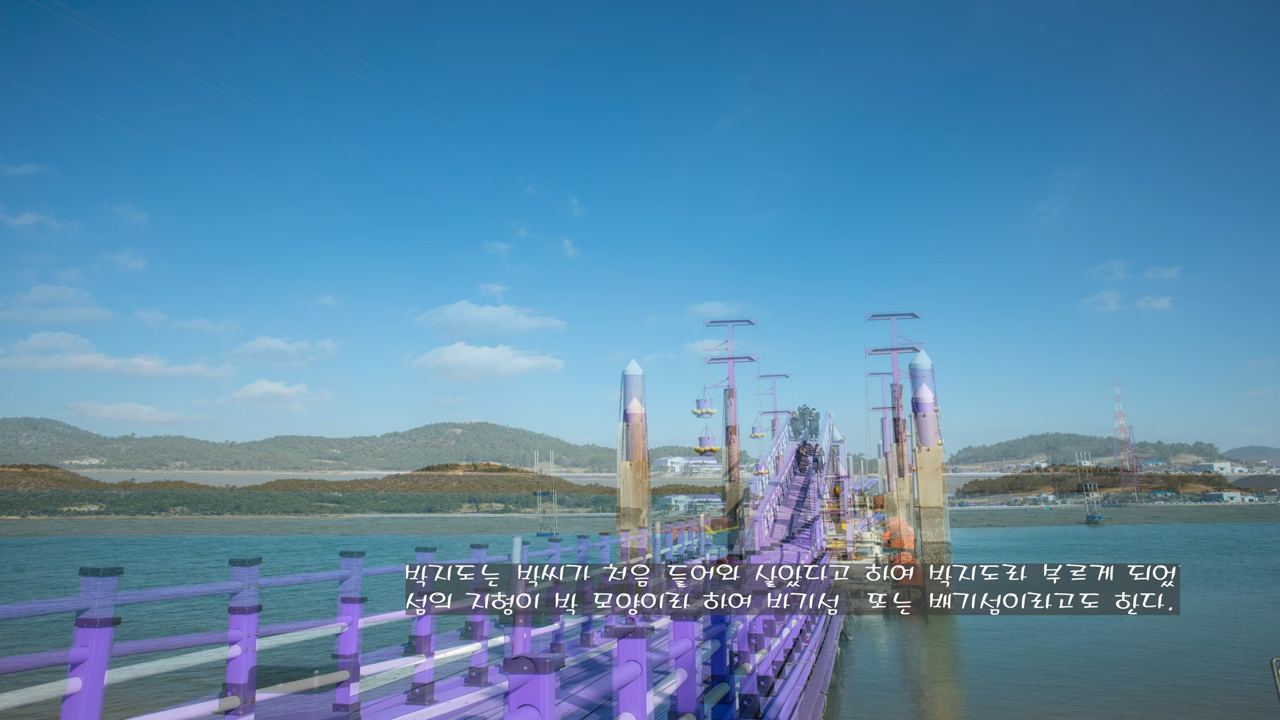 박지도는 박씨가 처음 들어와 살았다고 하여 박지도라 부르게 되었
섬의 지형이 박 모양이라 하여 바기섬 또는 배기섬이라고도 한다.